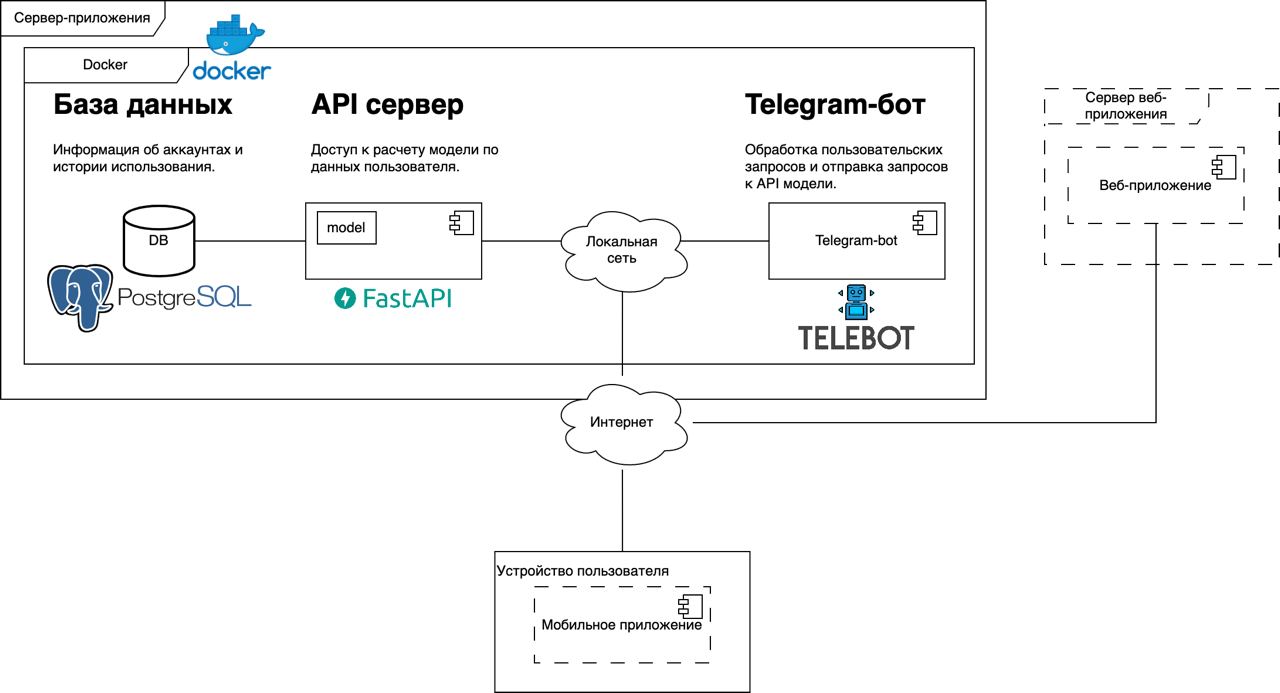 Сервер-приложения
docker
Docker
База данных
Информация об аккаунтах и
истории использования.
DB
PostgreSQL
API сервер
Доступ к расчету модели по
данных пользователя.
model
FastAPI
Локальная
сеть
Telegram-бот
Обработка пользовательских
запросов и отправка запросов
к API модели.
Telegram-bot
TELEBOT
Сервер веб-
приложения
Веб-приложение
Интернет
Устройство пользователя
Мобильное приложение